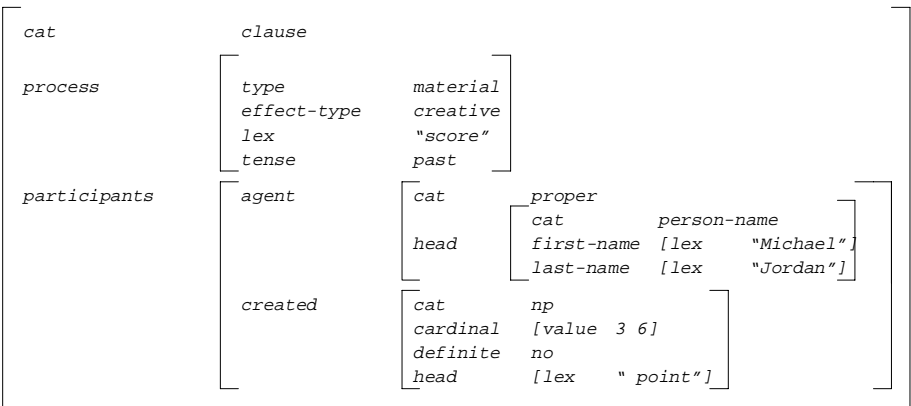 cat clause
process type material
effect-type creative
lex “score”
tense past
participants agent cat proper
cat person-name
head first-name [lex “Michael”]
last-name [lex “Jordan”]
created cat np
cardinal [value 3 6]
definite no
head [lex “ point”]